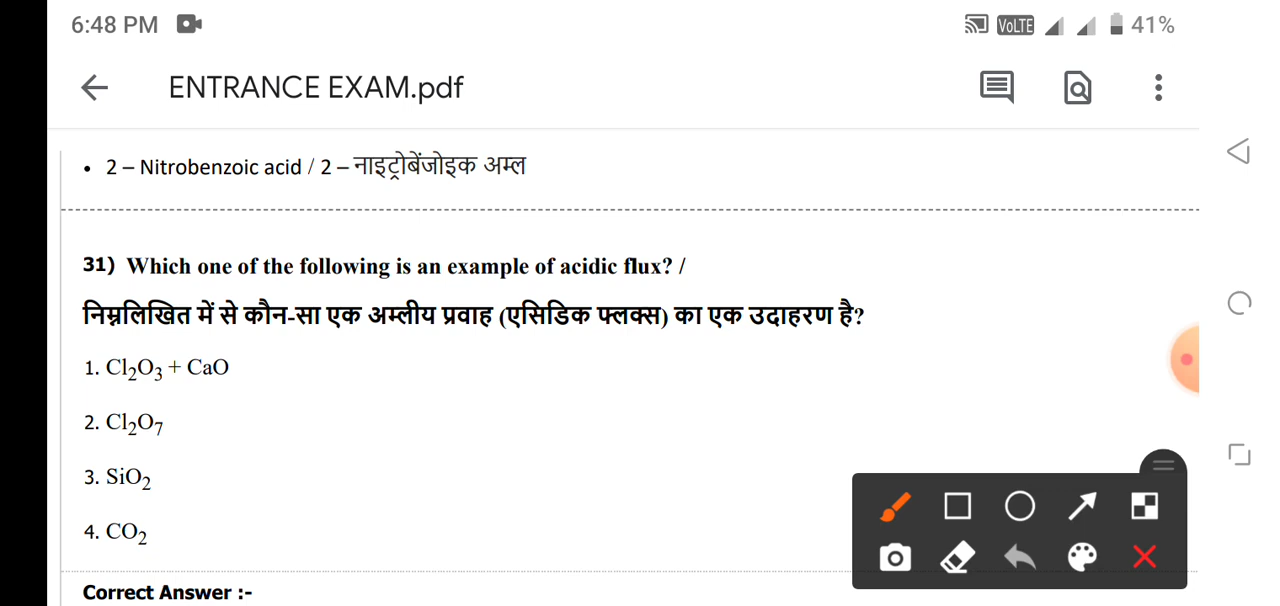 6:48 PM VoLTE 41%
ENTRANCE EXAM.pdf
• 2 – Nitrobenzoic acid / 2 – नाइट्रोबेंजोइक अम्ल
31) Which one of the following is an example of acidic flux? /
निम्नलिखित में से कौन-सा एक अम्लीय प्रवाह (एसिडिक फ्लक्स) का एक उदाहरण है?
1. Cl₂O₃ + CaO
2. Cl₂O₇
3. SiO₂
4. CO₂
Correct Answer :-